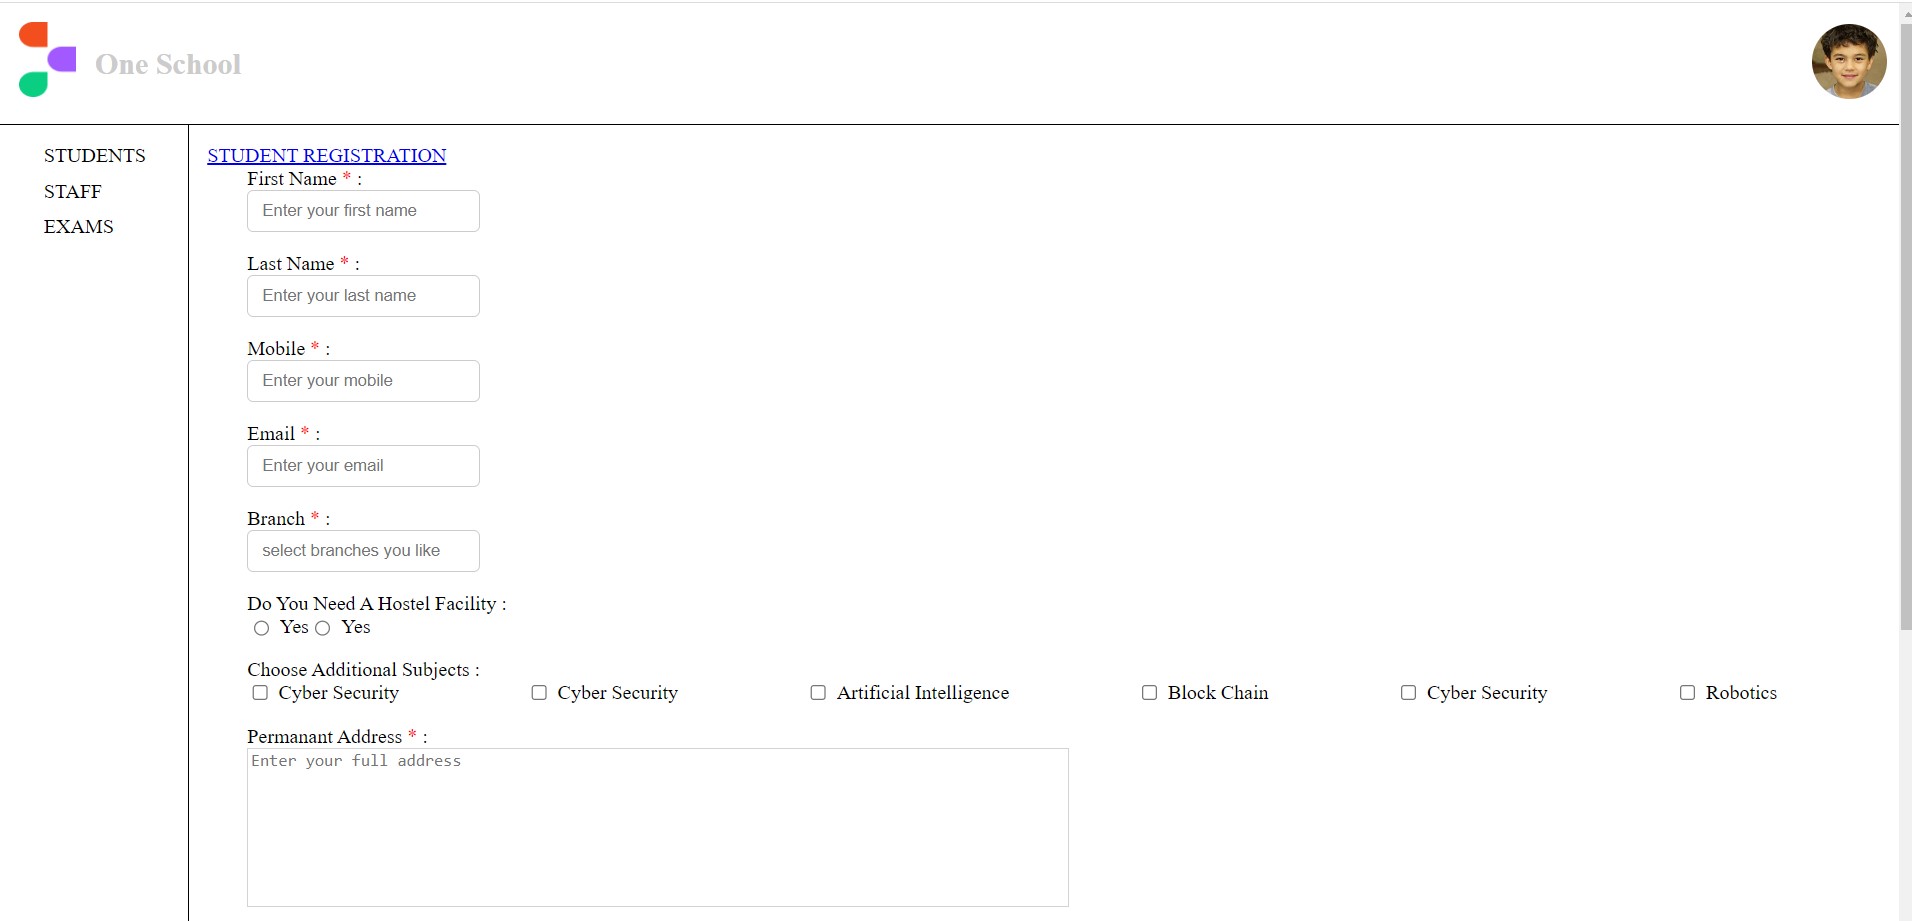 One School
STUDENTS
STAFF
EXAMS
STUDENT REGISTRATION
First Name * :
Enter your first name
Last Name * :
Enter your last name
Mobile * :
Enter your mobile
Email * :
Enter your email
Branch * :
select branches you like
Do You Need A Hostel Facility :
Yes Yes
Choose Additional Subjects :
Cyber Security Cyber Security Artificial Intelligence Block Chain Cyber Security Robotics
Permanant Address * :
Enter your full address